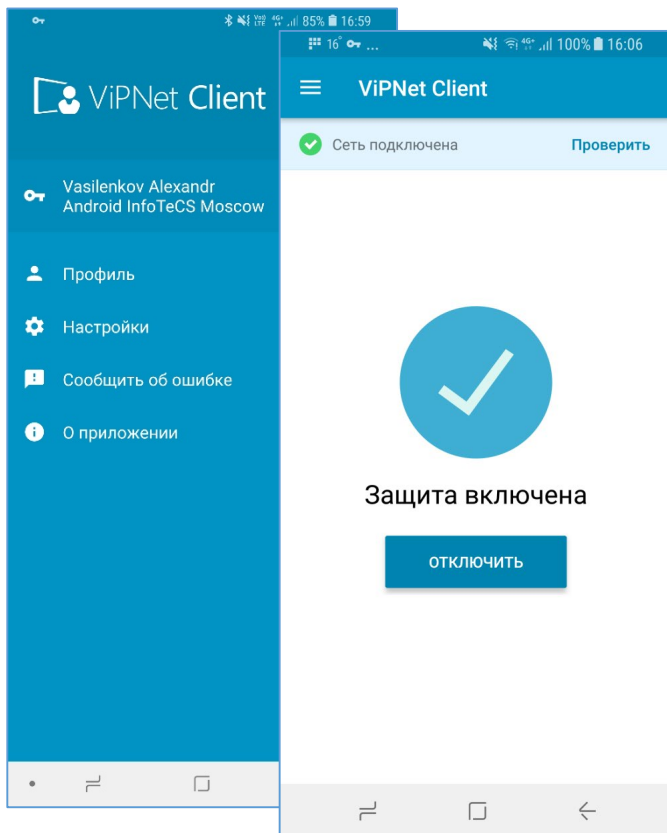 85% 16:59
ViPNet Client
Vasilenkov Alexandr
Android InfoTeCS Moscow
Профиль
Настройки
Сообщить об ошибке
О приложении
16° ... 4G+ 100% 16:06
ViPNet Client
Сеть подключена Проверить
Защита включена
ОТКЛЮЧИТЬ